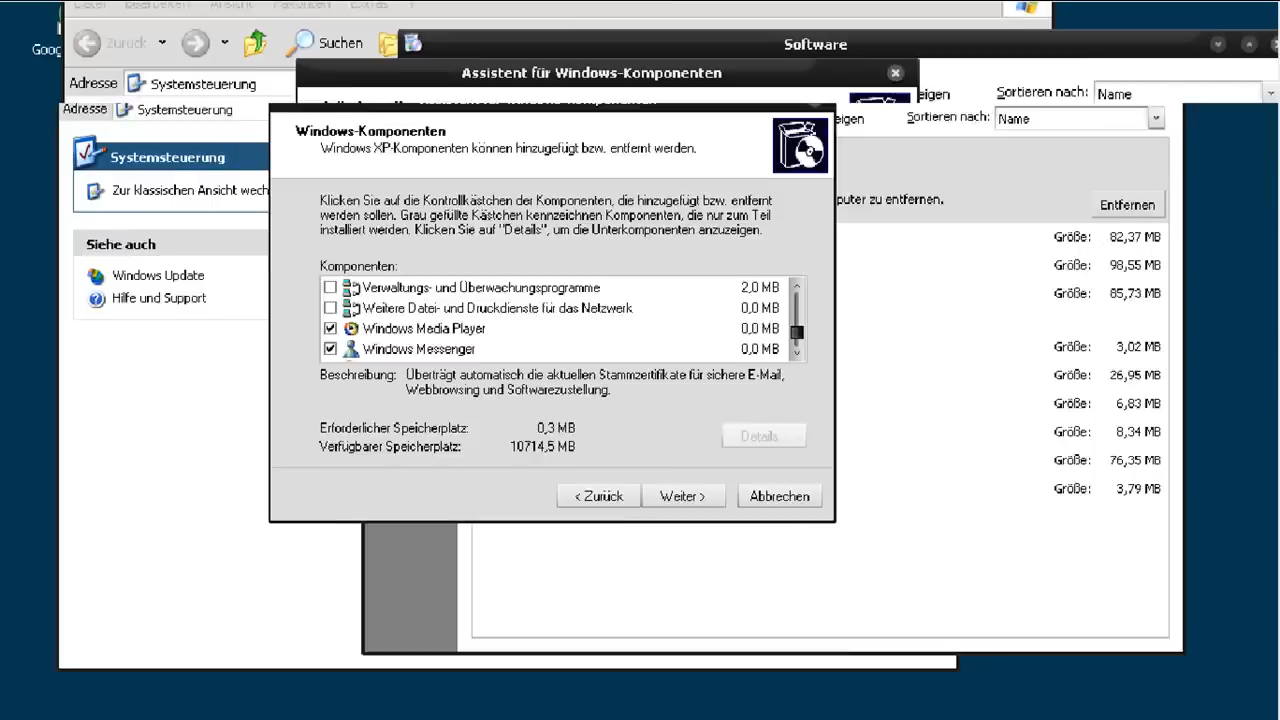 Datei Bearbeiten Ansicht Favoriten Extras ?
Zurück
Suchen
Goog
Software
Adresse
Systemsteuerung
Assistent für Windows-Komponenten
eigen
Sortieren nach:
Name
Adresse
Systemsteuerung
eigen
Sortieren nach:
Name
Windows-Komponenten
Windows XP-Komponenten können hinzugefügt bzw. entfernt werden.
Systemsteuerung
Zur klassischen Ansicht wech
Klicken Sie auf die Kontrollkästchen der Komponenten, die hinzugefügt bzw. entfernt
werden sollen. Grau gefüllte Kästchen kennzeichnen Komponenten, die nur zum Teil
installiert werden. Klicken Sie auf "Details", um die Unterkomponenten anzuzeigen.
puter zu entfernen.
Entfernen
Siehe auch
Windows Update
Hilfe und Support
Komponenten:
Verwaltungs- und Überwachungsprogramme 2,0 MB
Weitere Datei- und Druckdienste für das Netzwerk 0,0 MB
Windows Media Player 0,0 MB
Windows Messenger 0,0 MB
Beschreibung: Überträgt automatisch die aktuellen Stammzertifikate für sichere E-Mail,
Webbrowsing und Softwarezustellung.
Erforderlicher Speicherplatz: 0,3 MB
Verfügbarer Speicherplatz: 10714,5 MB
Details...
< Zurück
Weiter >
Abbrechen
Größe: 82,37 MB
Größe: 98,55 MB
Größe: 85,73 MB
Größe: 3,02 MB
Größe: 26,95 MB
Größe: 6,83 MB
Größe: 8,34 MB
Größe: 76,35 MB
Größe: 3,79 MB